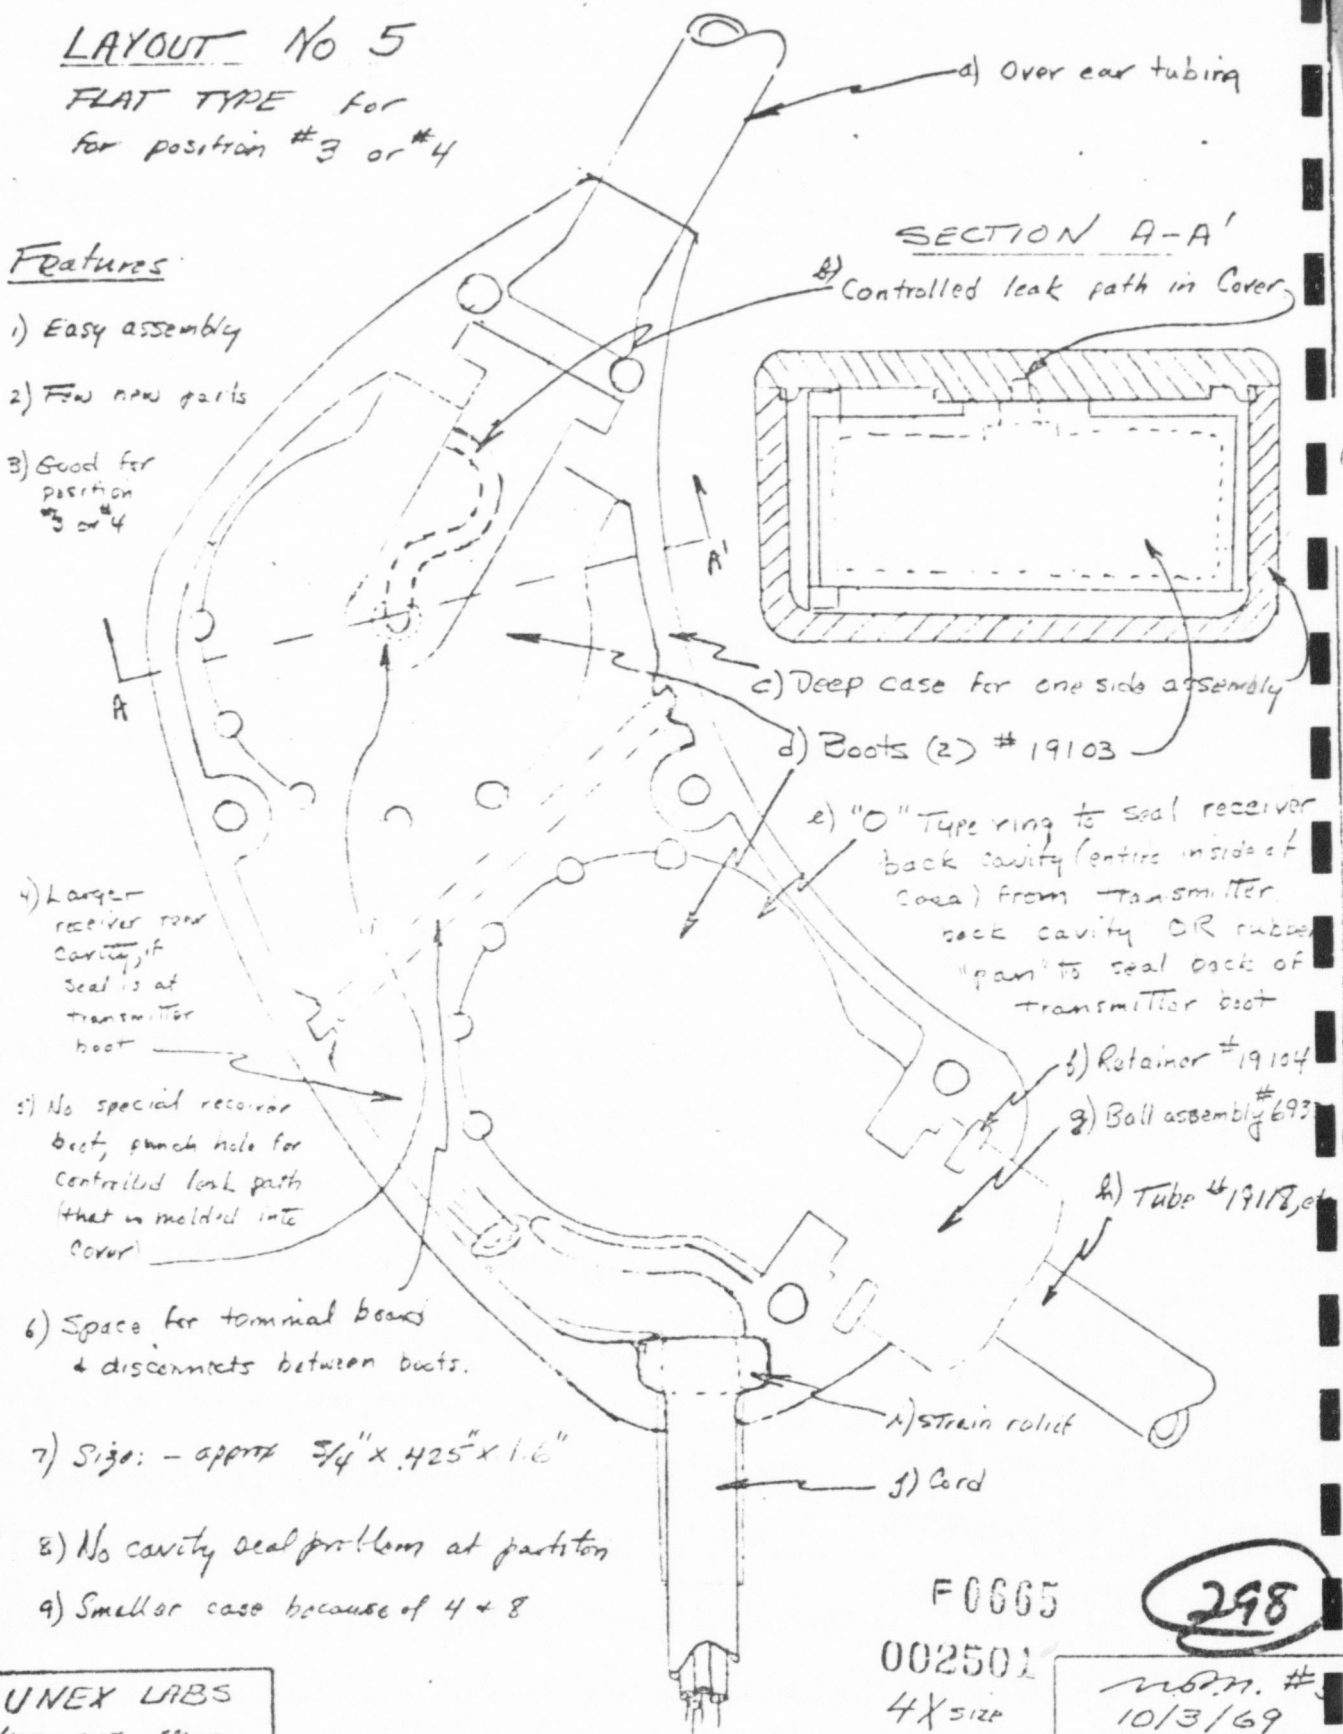 LAYOUT No 5
FLAT TYPE for
for position #3 or #4
Features
1) Easy assembly
2) Few new parts
3) Good for
position
#3 or #4
a) Over ear tubing
SECTION A-A'
b) Controlled leak path in Cover
A'
A
c) Deep case for one side assembly
d) Boots (2) #19103
e) "O" Type ring to seal receiver
back cavity (entire inside of
case) from transmitter
back cavity OR rubber
"pan" to seal back of
transmitter boot
4) Larger
receiver rear
cavity, if
seal is at
transmitter
boot
f) Retainer #19104
g) Ball assembly #693
h) Tube #19118, etc
5) No special receiver
boot, punch hole for
controlled leak path
(that is molded into
Cover)
6) Space for terminal board
& disconnects between boots.
i) Strain relief
7) Size: - approx 3/4" x .425" x 1.6"
j) Cord
8) No cavity seal problem at partiton
9) Smaller case because of 4 + 8
F0665
298
002501
4X size
UNEX LABS
10/3/69